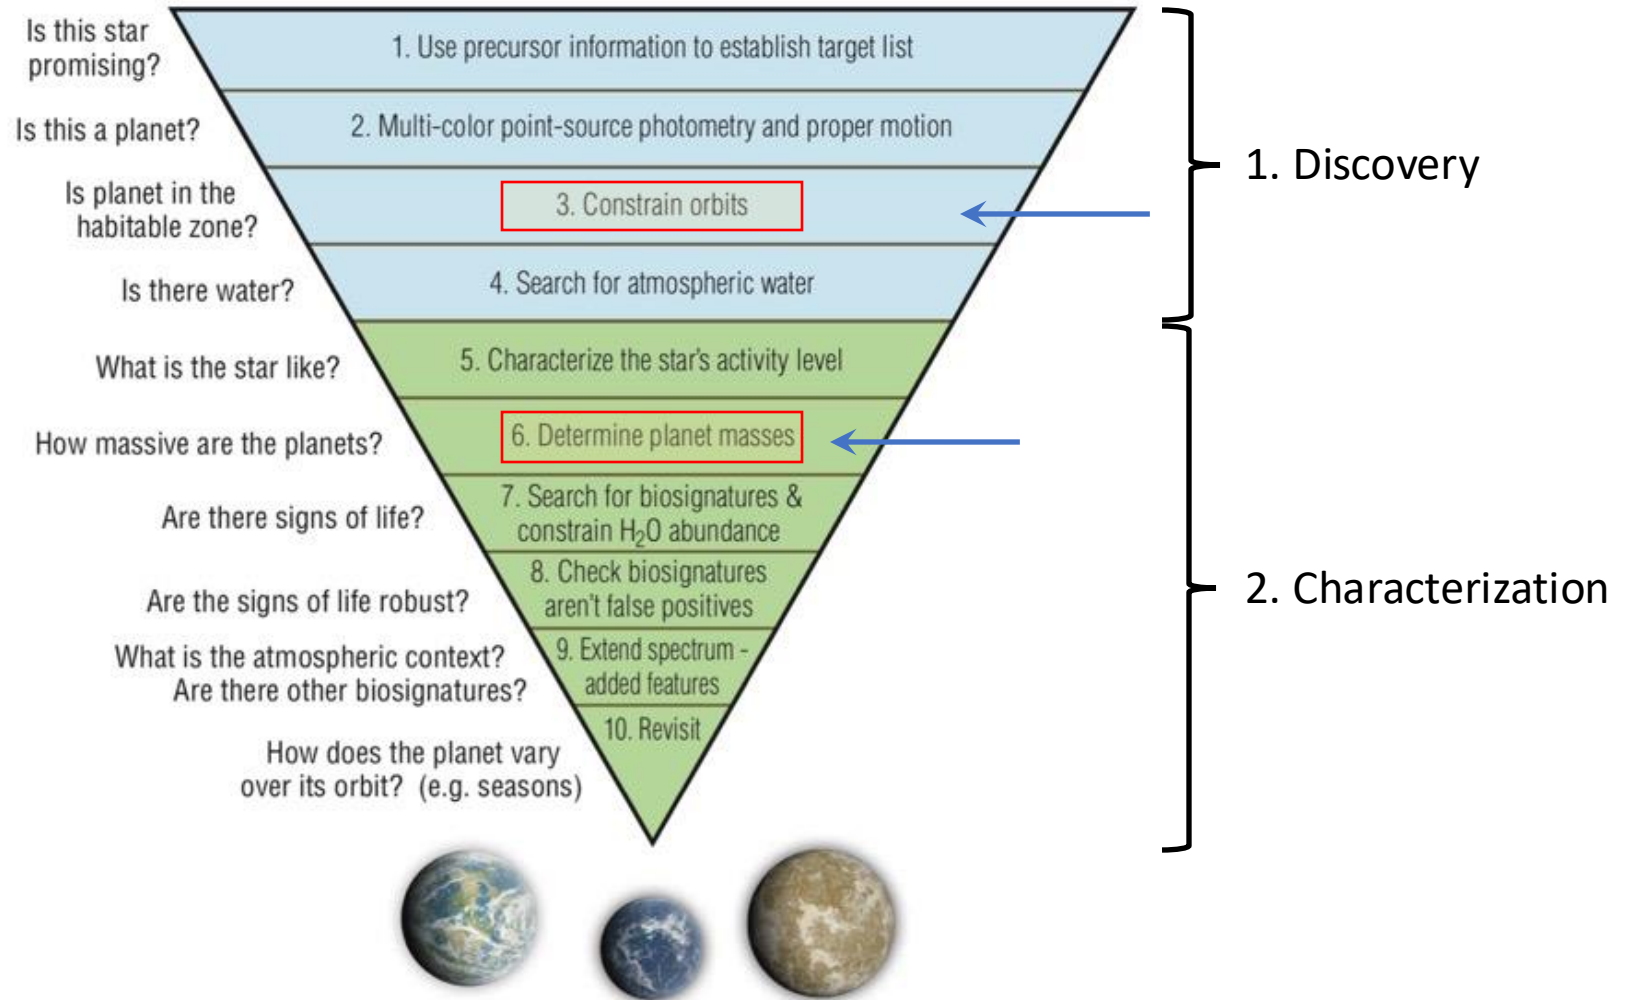 Is this star
promising?
1. Use precursor information to establish target list
Is this a planet?
2. Multi-color point-source photometry and proper motion
1. Discovery
Is planet in the
habitable zone?
3. Constrain orbits
Is there water?
4. Search for atmospheric water
What is the star like?
5. Characterize the star's activity level
How massive are the planets?
6. Determine planet masses
Are there signs of life?
7. Search for biosignatures &
constrain H₂O abundance
2. Characterization
Are the signs of life robust?
8. Check biosignatures
aren't false positives
What is the atmospheric context?
Are there other biosignatures?
9. Extend spectrum -
added features
How does the planet vary
over its orbit? (e.g. seasons)
10. Revisit